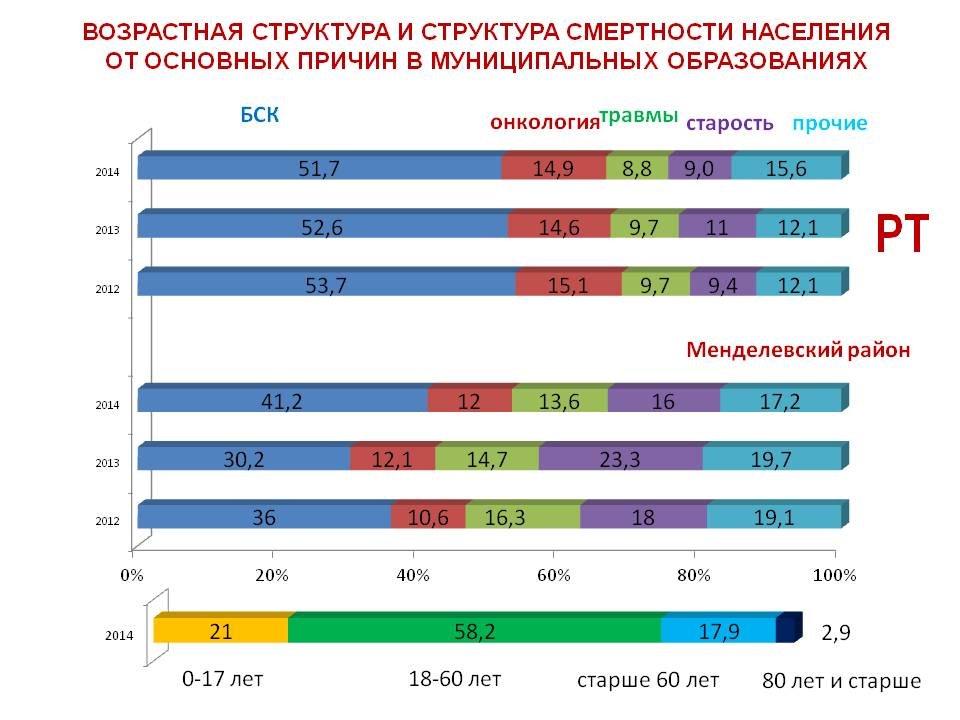 ВОЗРАСТНАЯ СТРУКТУРА И СТРУКТУРА СМЕРТНОСТИ НАСЕЛЕНИЯ
ОТ ОСНОВНЫХ ПРИЧИН В МУНИЦИПАЛЬНЫХ ОБРАЗОВАНИЯХ
БСК онкология травмы старость прочие
2014 51,7 14,9 8,8 9,0 15,6
2013 52,6 14,6 9,7 11 12,1
РТ
2012 53,7 15,1 9,7 9,4 12,1
Менделевский район
2014 41,2 12 13,6 16 17,2
2013 30,2 12,1 14,7 23,3 19,7
2012 36 10,6 16,3 18 19,1
0% 20% 40% 60% 80% 100%
2014 21 58,2 17,9 2,9
0-17 лет 18-60 лет старше 60 лет 80 лет и старше